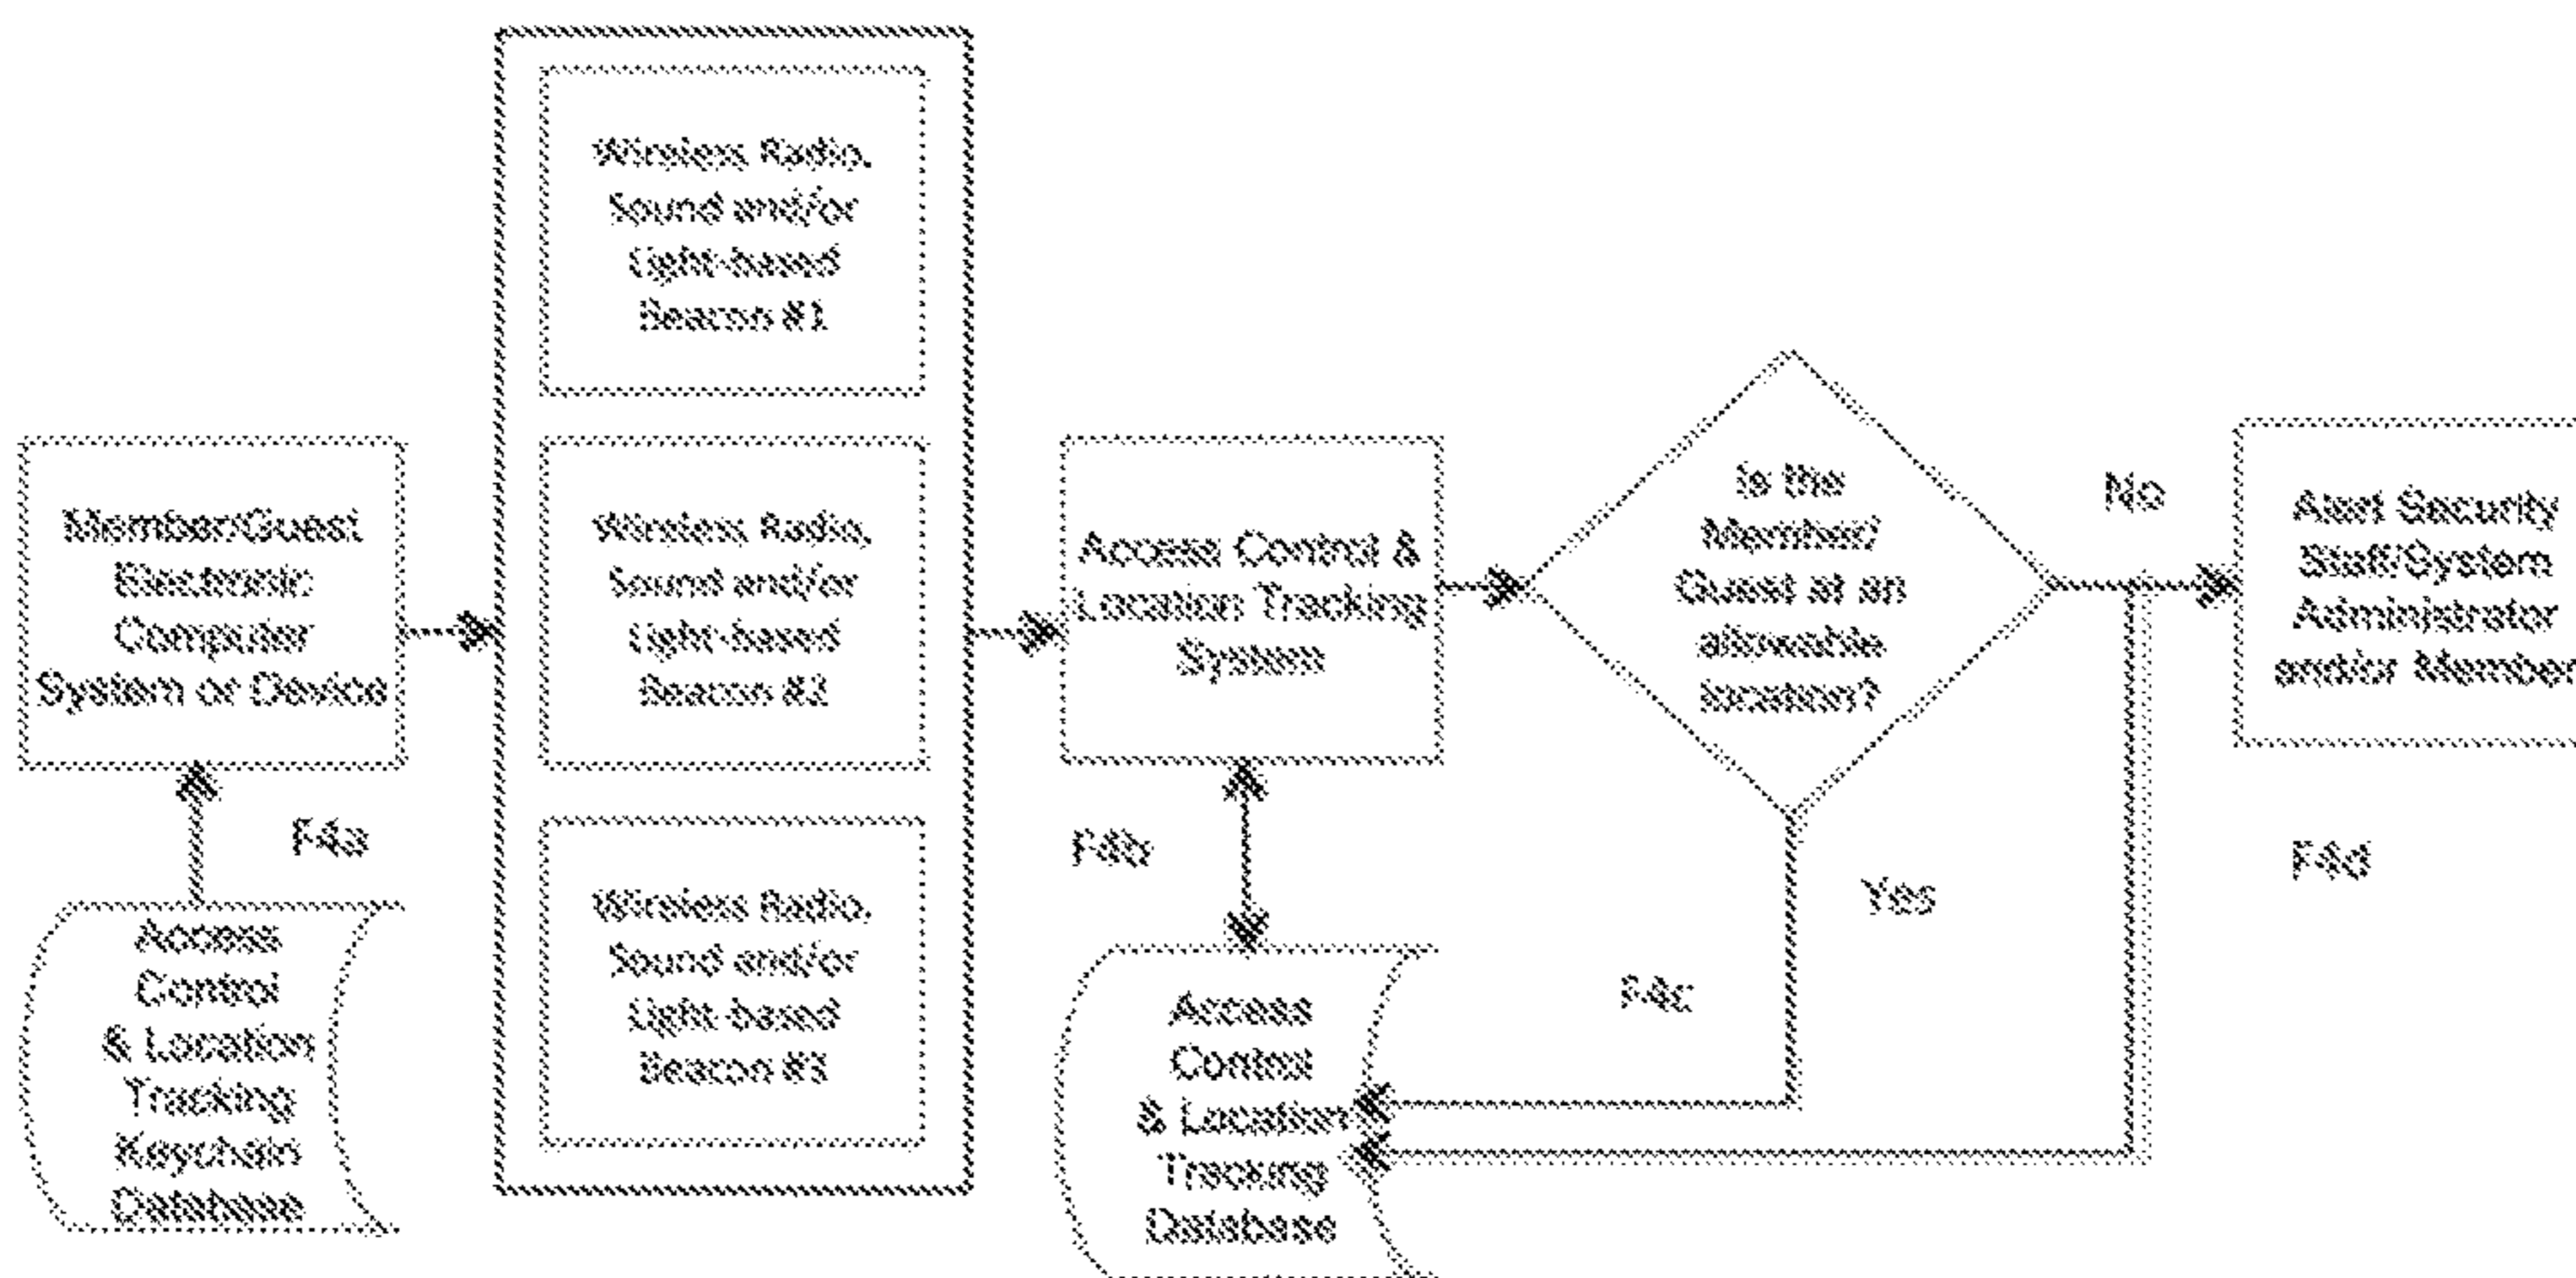 Member/Guest
Electronic
Computer
System or Device
F4a
Access
Control
& Location
Tracking
Keychain
Database
Wireless Radio,
Sound and/or
Light-based
Beacon #1
Wireless Radio,
Sound and/or
Light-based
Beacon #2
Wireless Radio,
Sound and/or
Light-based
Beacon #3
Access Control &
Location Tracking
System
F4b
Access
Control
& Location
Tracking
Database
Is the
Member/
Guest at an
allowable
location?
Yes
F4c
No
Alert Security
Staff/System
Administrator
and/or Member
F4d